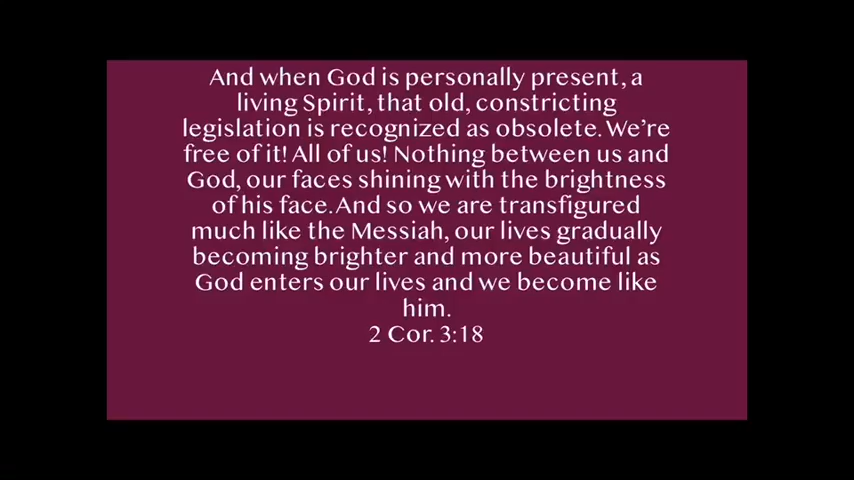 And when God is personally present, a
living Spirit, that old, constricting
legislation is recognized as obsolete. We're
free of it! All of us! Nothing between us and
God, our faces shining with the brightness
of his face. And so we are transfigured
much like the Messiah, our lives gradually
becoming brighter and more beautiful as
God enters our lives and we become like
him.
2 Cor. 3:18